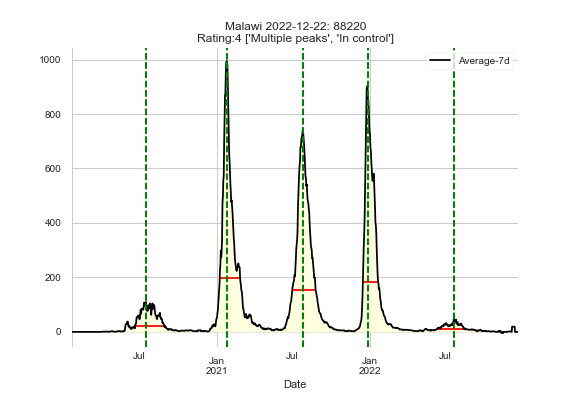 Malawi 2022-12-22: 88220
Rating:4 ['Multiple peaks', 'In control']
Average-7d
1000
800
600
400
200
0
Jul
Jan
2021
Jul
Jan
2022
Jul
Date